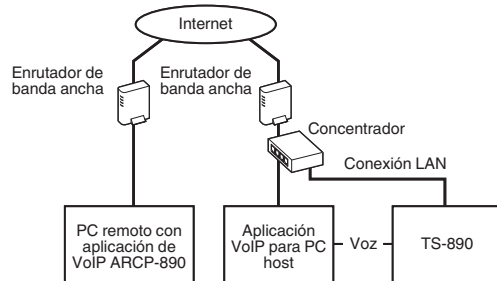 Internet
Enrutador de
banda ancha
Enrutador de
banda ancha
Concentrador
Conexión LAN
PC remoto con
aplicación de
VoIP ARCP-890
Aplicación
VoIP para PC
host
Voz
TS-890